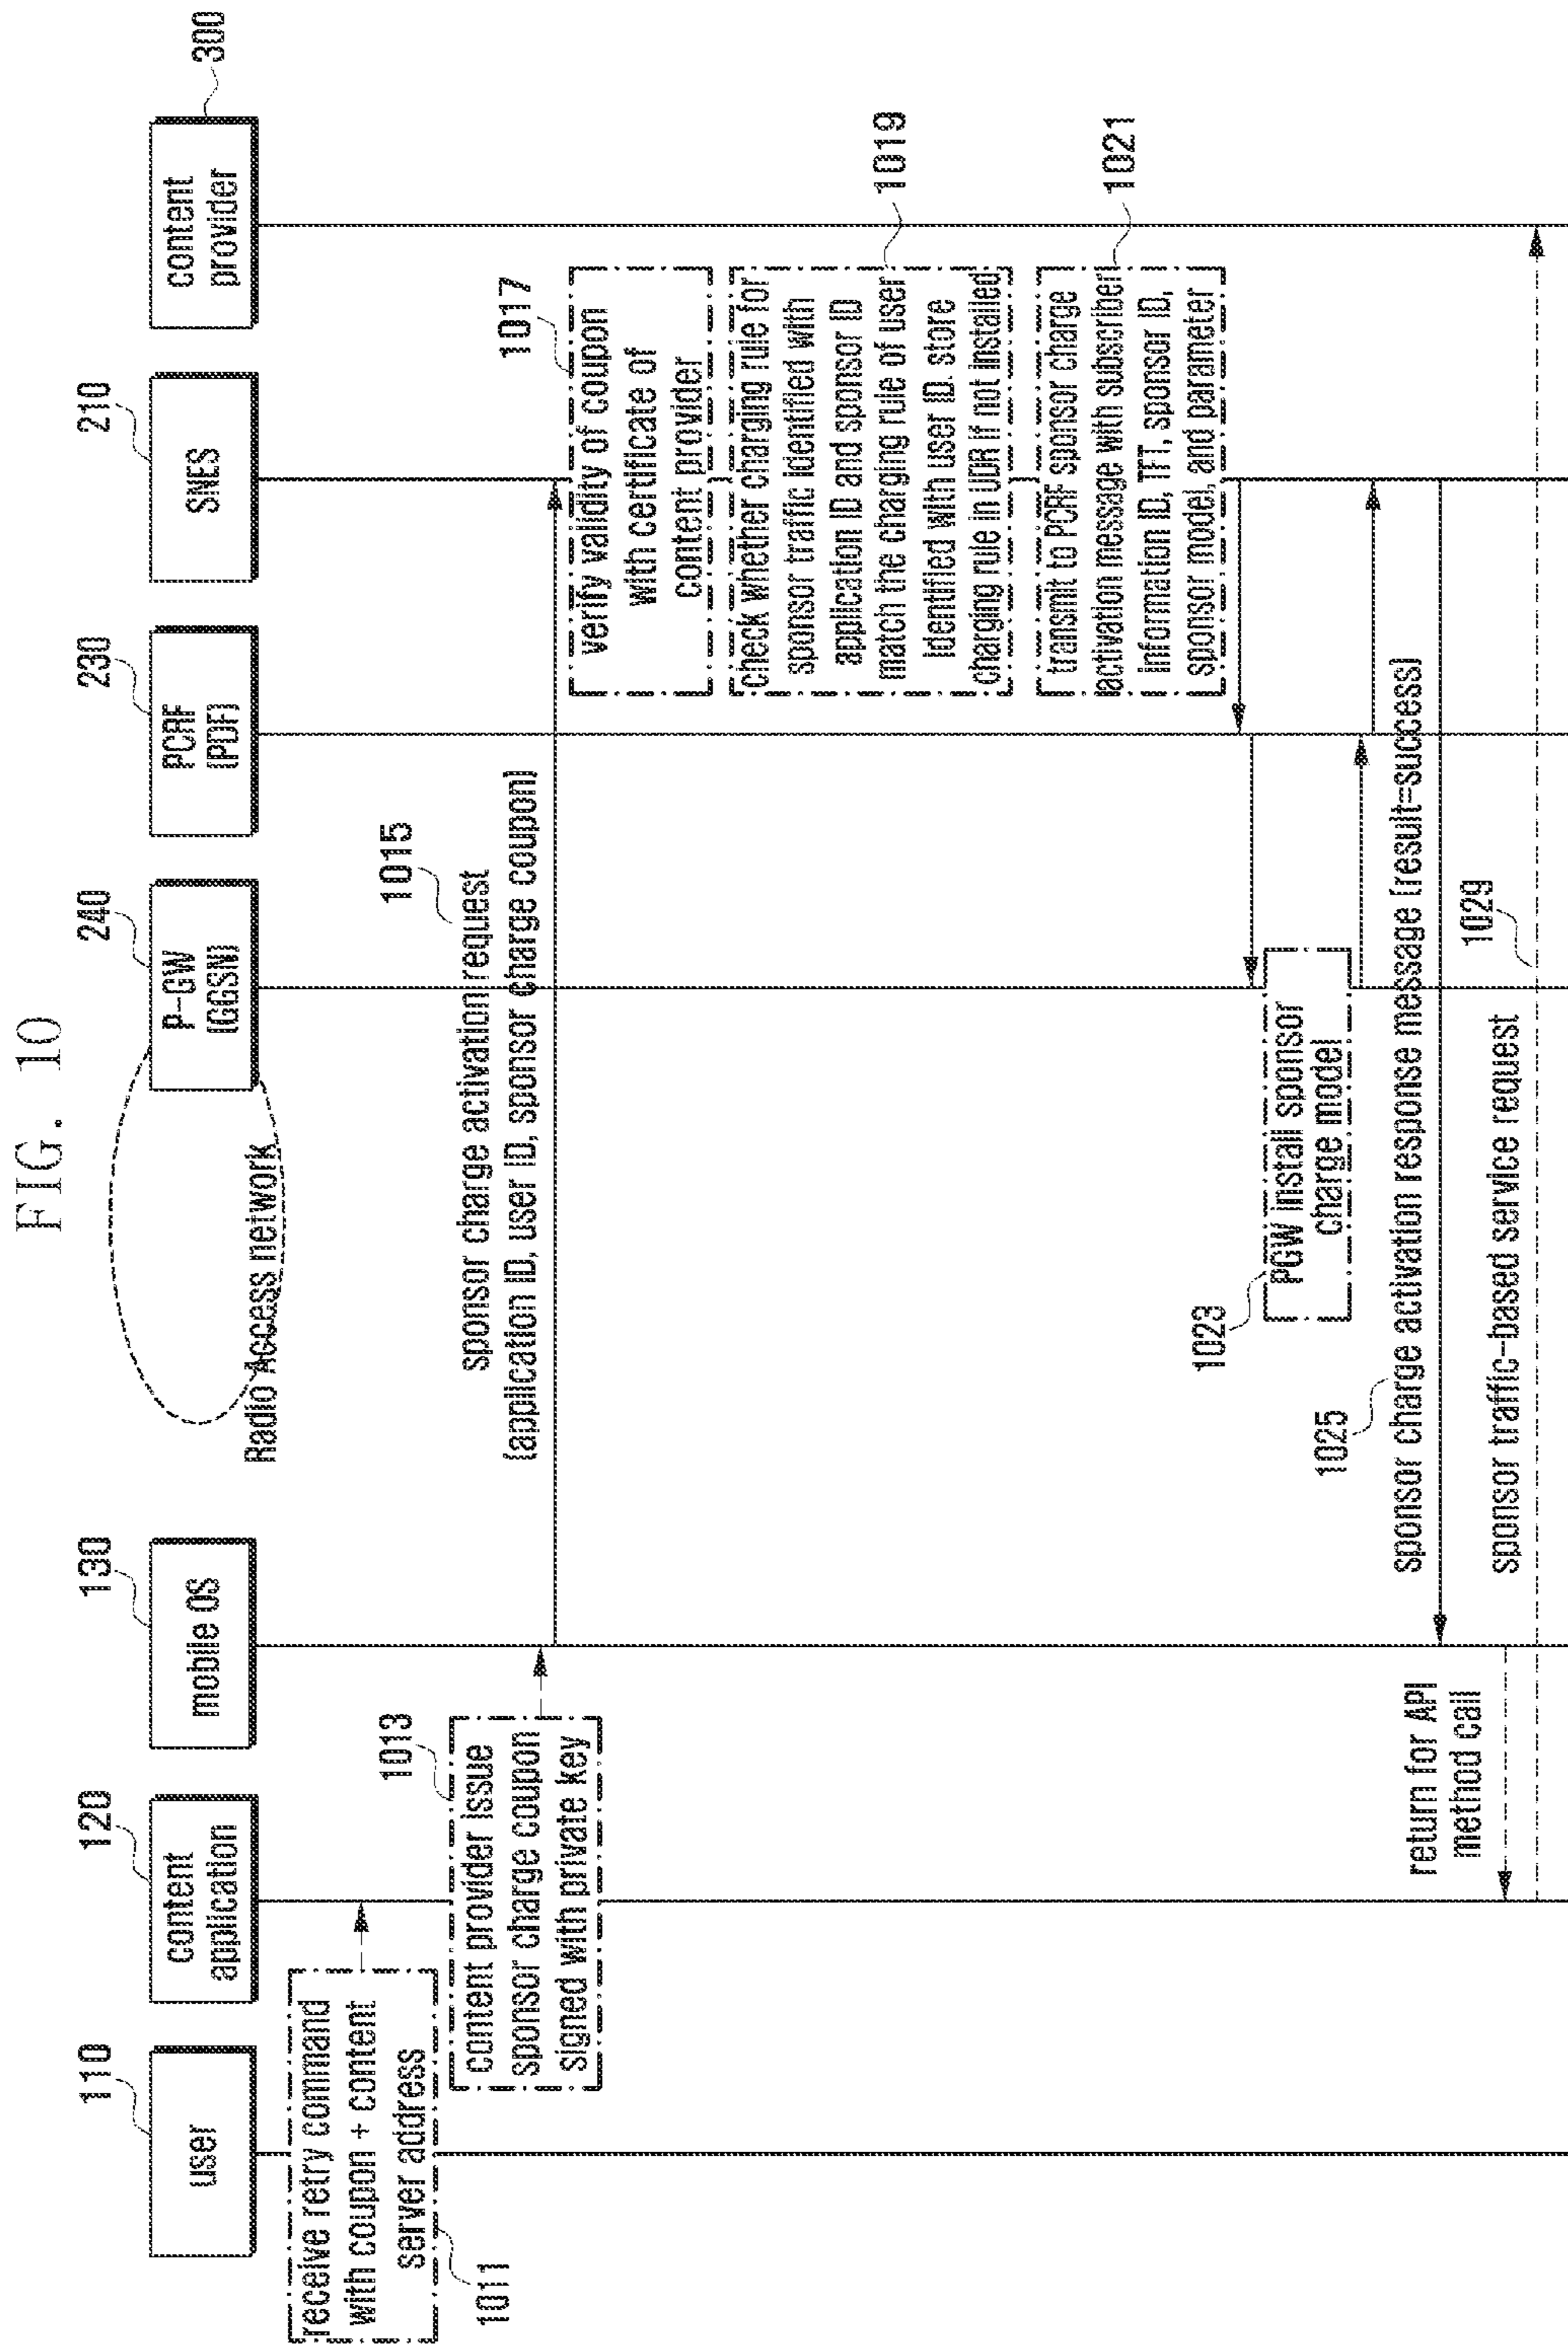 FIG. 10
110
user
120
content
application
130
mobile OS
Radio Access network
240
P-GW
(GGSN)
230
PCRF
(PDF)
210
SNES
300
content
provider
receive retry command
with coupon + content
server address
1011
1013
content provider issue
sponsor charge coupon
signed with private key
1015
sponsor charge activation request
(application ID, user ID, sponsor charge coupon)
1017
verify validity of coupon
with certificate of
content provider
check whether charging rule for
sponsor traffic identified with
application ID and sponsor ID
match the charging rule of user
identified with user ID. store
charging rule in UDR if not installed
1019
transmit to PCRF sponsor charge
activation message with subscriber
information ID, TFT, sponsor ID,
sponsor model, and parameter
1021
1023
PGW install sponsor
charge model
1025
sponsor charge activation response message (result=success)
return for API
method call
sponsor traffic-based service request
1029